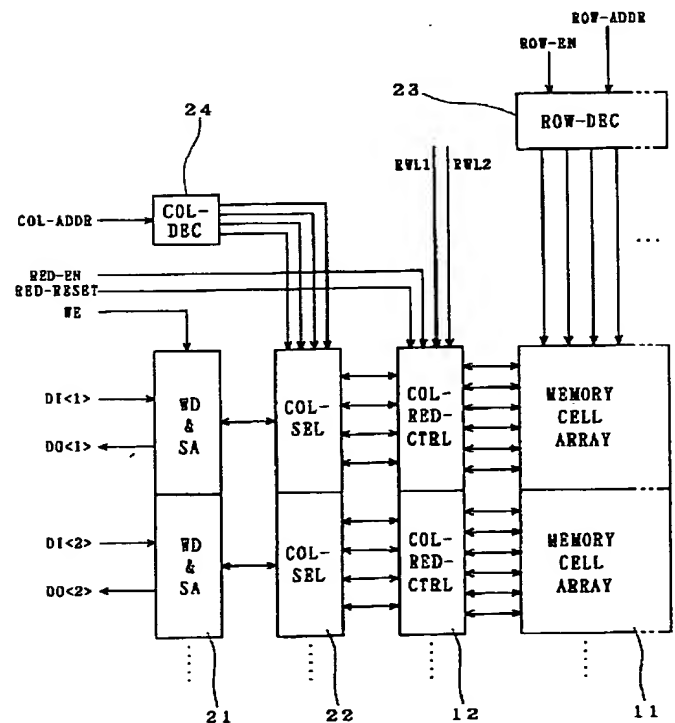 ROW-ADDR
ROW-EN
23
ROW-DEC
24
RWL1 RWL2
COL-ADDR
COL-
DEC
...
RED-EN
RED-RESET
WE
DI<1>
DO<1>
WD
&
SA
COL-
SEL
COL-
RED-
CTRL
MEMORY
CELL
ARRAY
DI<2>
DO<2>
WD
&
SA
COL-
SEL
COL-
RED-
CTRL
MEMORY
CELL
ARRAY
21
22
12
11